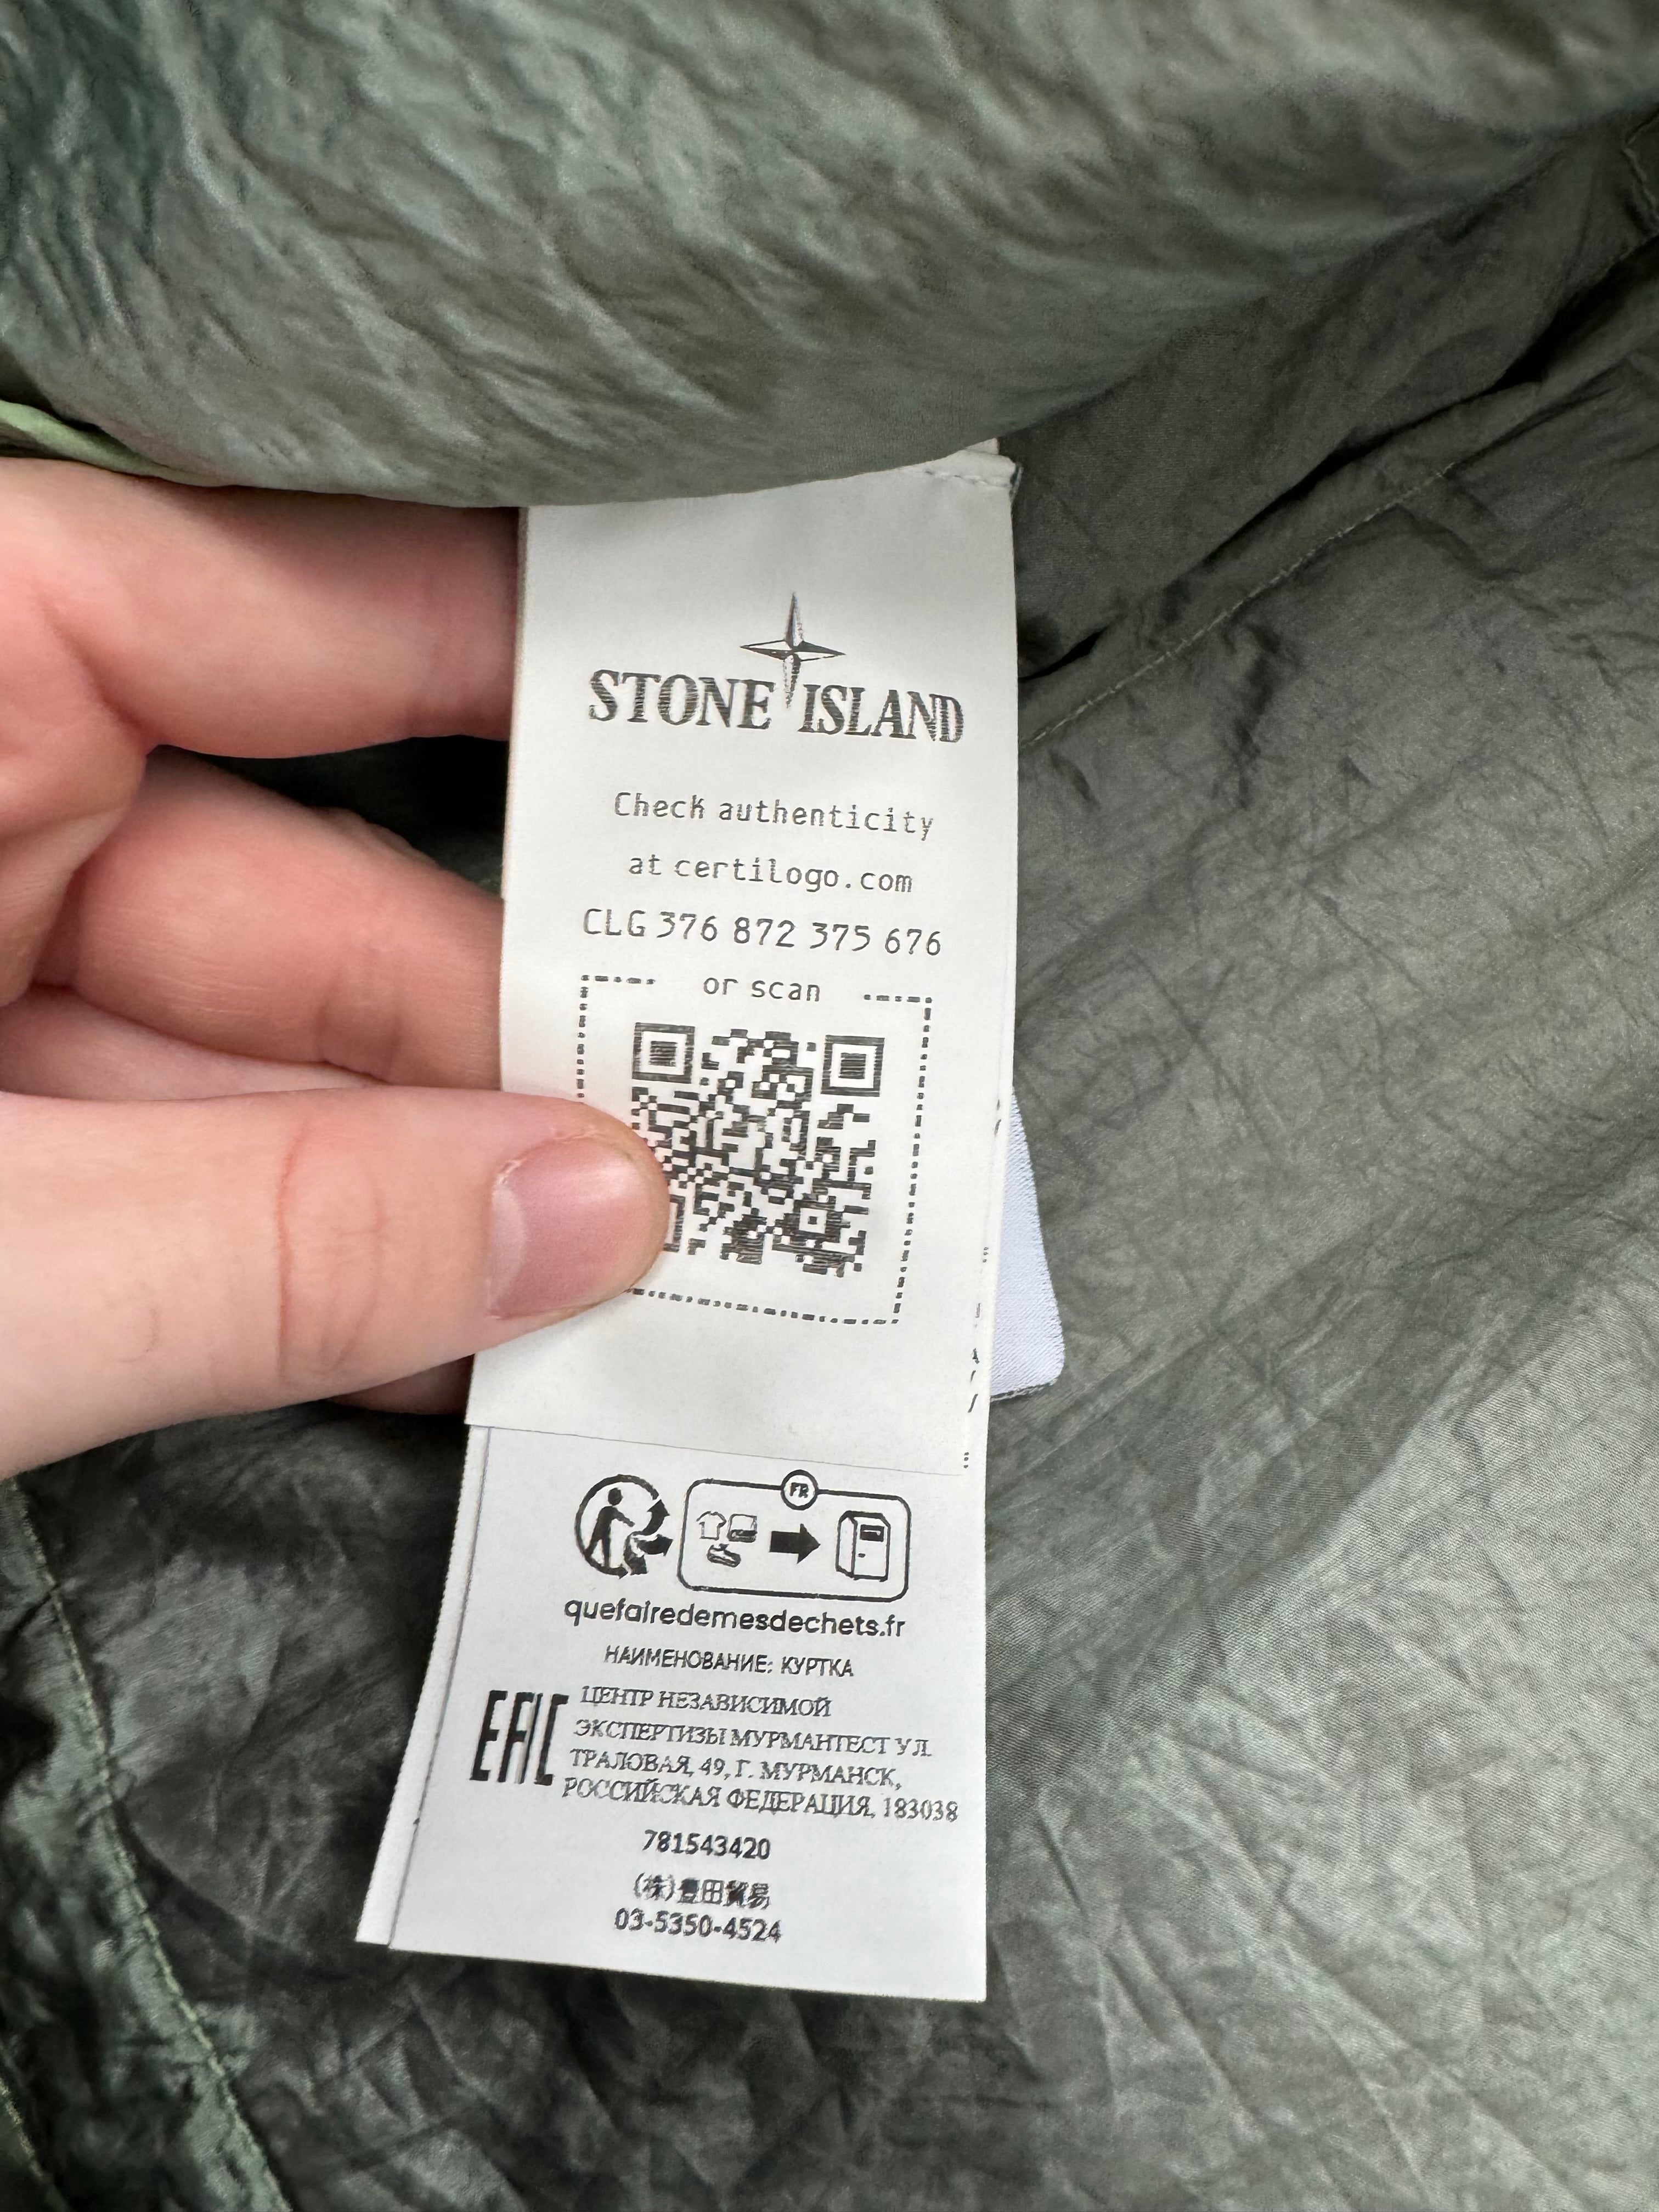 STONE ISLAND
Check authenticity
at certilogo.com
CLG 376 872 375 676
or scan
FR
quefairedemesdechets.fr
НАИМЕНОВАНИЕ: КУРТКА
EAC
ЦЕНТР НЕЗАВИСИМОЙ
ЭКСПЕРТИЗЫ МУРМАНТЕСТ УЛ.
ТРАЛОВАЯ, 49, Г. МУРМАНСК,
РОССИЙСКАЯ ФЕДЕРАЦИЯ, 183038
781543420
(株)豊田貿易
03-5350-4524